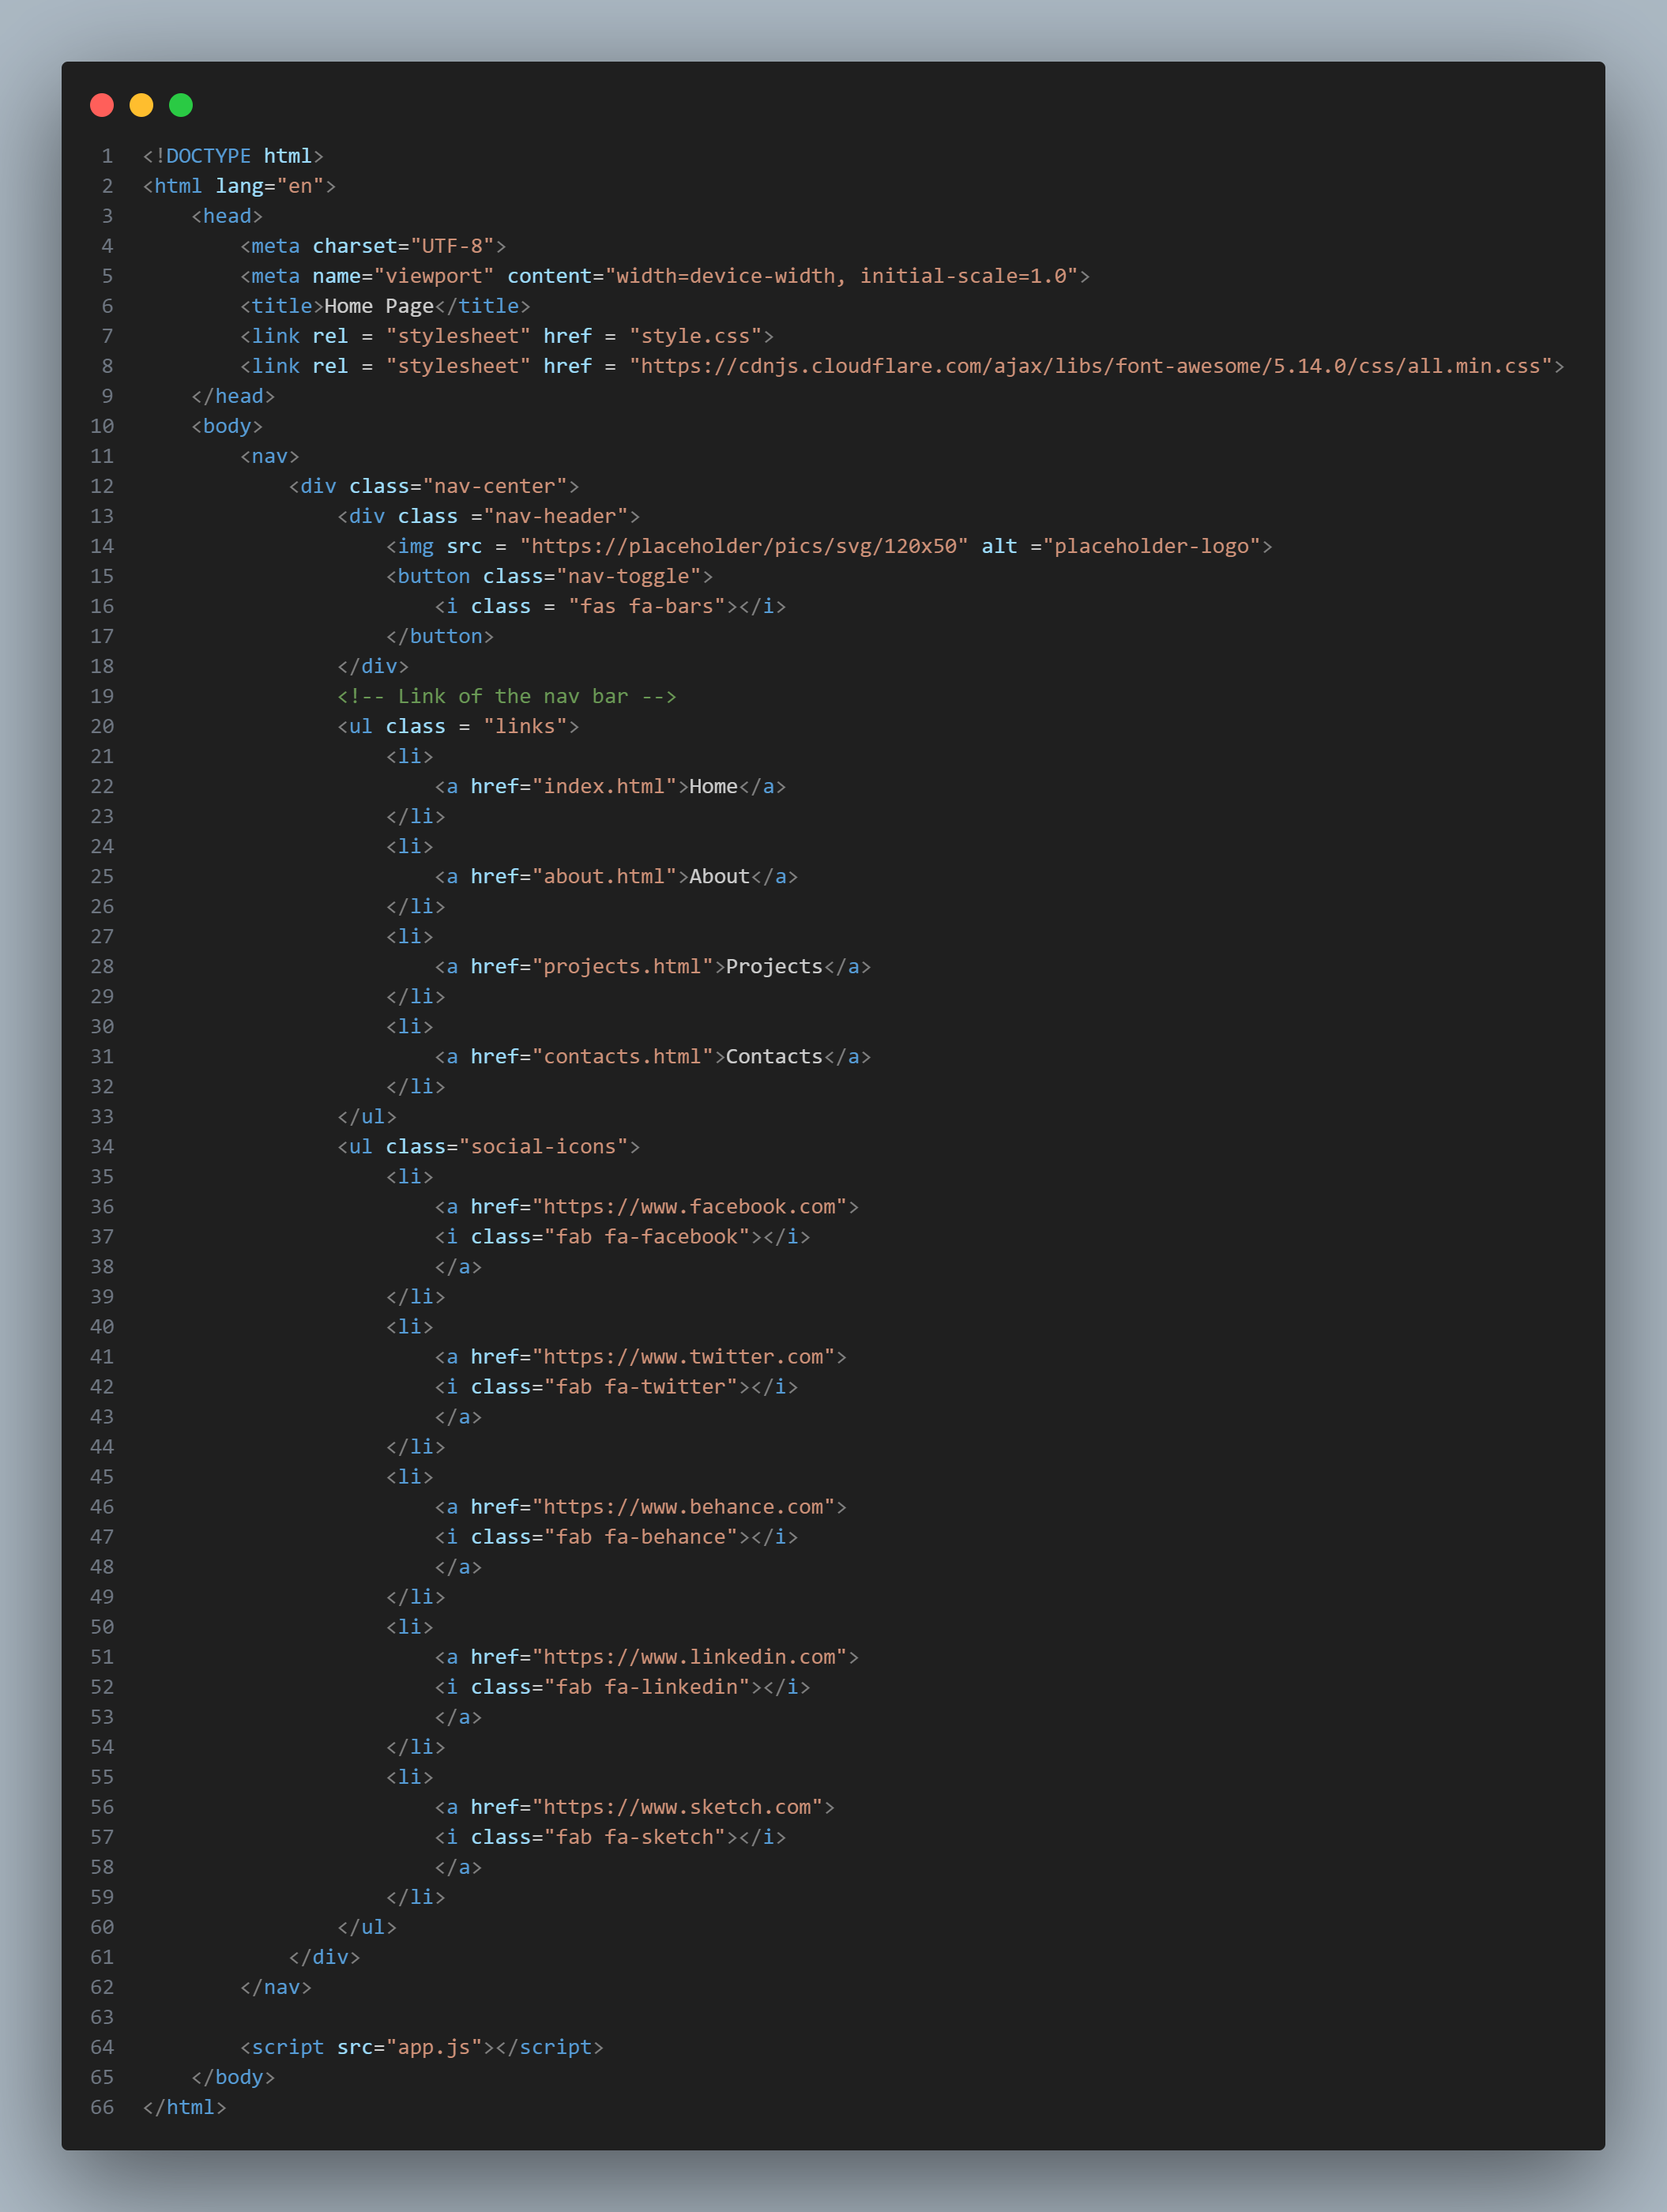 1 <!DOCTYPE html>
2 <html lang="en">
3     <head>
4         <meta charset="UTF-8">
5         <meta name="viewport" content="width=device-width, initial-scale=1.0">
6         <title>Home Page</title>
7         <link rel = "stylesheet" href = "style.css">
8         <link rel = "stylesheet" href = "https://cdnjs.cloudflare.com/ajax/libs/font-awesome/5.14.0/css/all.min.css">
9     </head>
10     <body>
11         <nav>
12             <div class="nav-center">
13                 <div class ="nav-header">
14                     <img src = "https://placeholder/pics/svg/120x50" alt ="placeholder-logo">
15                     <button class="nav-toggle">
16                         <i class = "fas fa-bars"></i>
17                     </button>
18                 </div>
19                 <!-- Link of the nav bar -->
20                 <ul class = "links">
21                     <li>
22                         <a href="index.html">Home</a>
23                     </li>
24                     <li>
25                         <a href="about.html">About</a>
26                     </li>
27                     <li>
28                         <a href="projects.html">Projects</a>
29                     </li>
30                     <li>
31                         <a href="contacts.html">Contacts</a>
32                     </li>
33                 </ul>
34                 <ul class="social-icons">
35                     <li>
36                         <a href="https://www.facebook.com">
37                         <i class="fab fa-facebook"></i>
38                         </a>
39                     </li>
40                     <li>
41                         <a href="https://www.twitter.com">
42                         <i class="fab fa-twitter"></i>
43                         </a>
44                     </li>
45                     <li>
46                         <a href="https://www.behance.com">
47                         <i class="fab fa-behance"></i>
48                         </a>
49                     </li>
50                     <li>
51                         <a href="https://www.linkedin.com">
52                         <i class="fab fa-linkedin"></i>
53                         </a>
54                     </li>
55                     <li>
56                         <a href="https://www.sketch.com">
57                         <i class="fab fa-sketch"></i>
58                         </a>
59                     </li>
60                 </ul>
61             </div>
62         </nav>
63
64         <script src="app.js"></script>
65     </body>
66 </html>